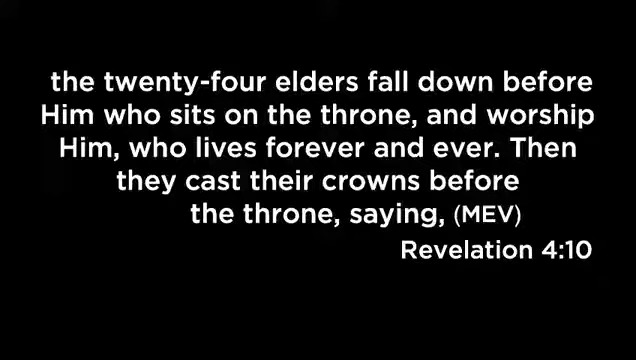 the twenty-four elders fall down before
Him who sits on the throne, and worship
Him, who lives forever and ever. Then
they cast their crowns before
the throne, saying, (MEV)
Revelation 4:10